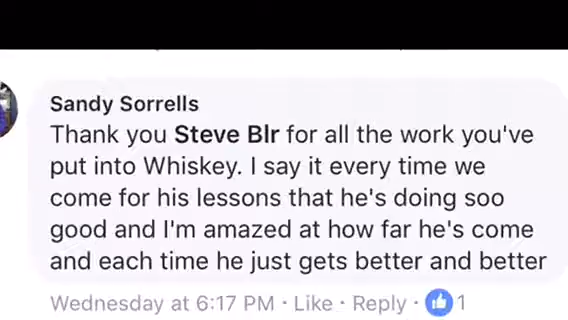 Sandy Sorrells
Thank you Steve Blr for all the work you've
put into Whiskey. I say it every time we
come for his lessons that he's doing soo
good and I'm amazed at how far he's come
and each time he just gets better and better
Wednesday at 6:17 PM · Like · Reply · 1